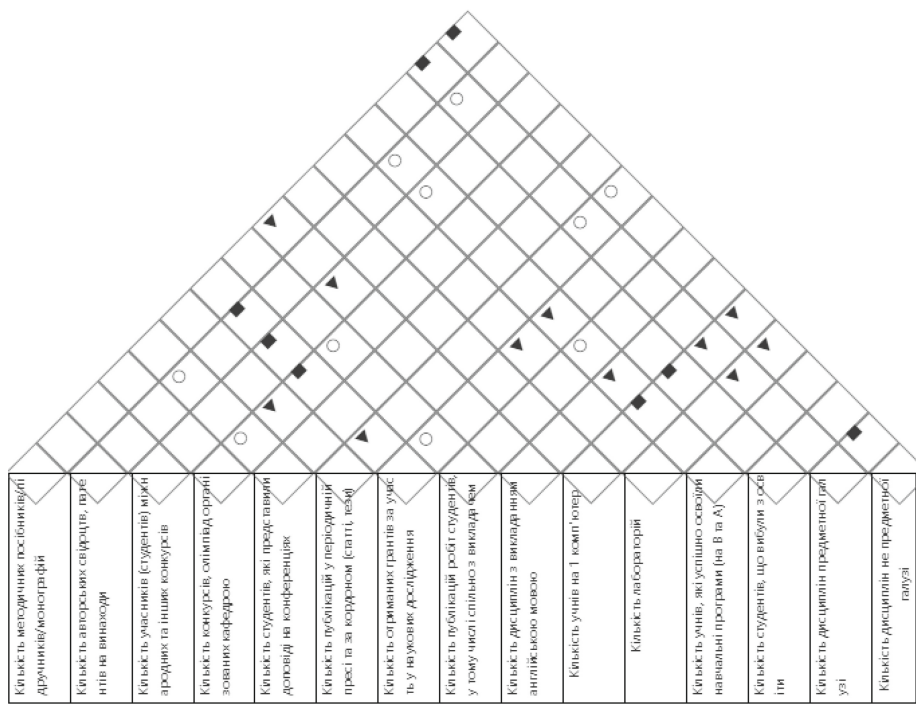 Кількість методичних посібників/пі
дручників/монографій
Кількість авторських свідоцтв, пате
нтів на винаходи
Кількість учасників (студентів) міжн
ародних та інших конкурсів
Кількість конкурсів, олімпіад органі
зованих кафедрою
Кількість студентів, які представили
доповіді на конференціях
Кількість публікацій у періодичній
пресі та за кордоном (статті, тези)
Кількість отриманих грантів за учас
ть у наукових дослідження
Кількість публікацій робіт студентів,
у тому числі спільно з викладачем
Кількість дисциплін з викладанням
англійською мовою
Кількість учнів на 1 комп'ютер
Кількість лабораторій
Кількість учнів, які успішно освоїли
навчальні програми (на В та А)
Кількість студентів, що вибули з осв
іти
Кількість дисциплін предметної гал
узі
Кількість дисциплін не предметної
галузі